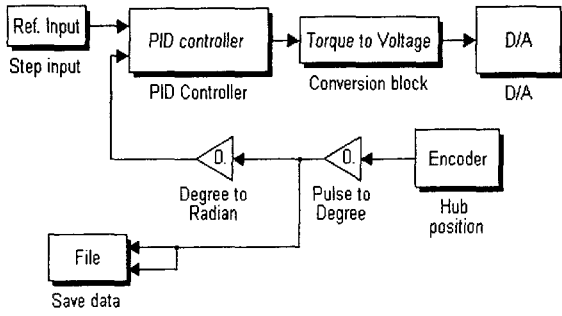 Ref. Input
Step input
PID controller
PID Controller
Torque to Voltage
Conversion block
D/A
D/A
0.
Degree to
Radian
0.
Pulse to
Degree
Encoder
Hub
position
File
Save data